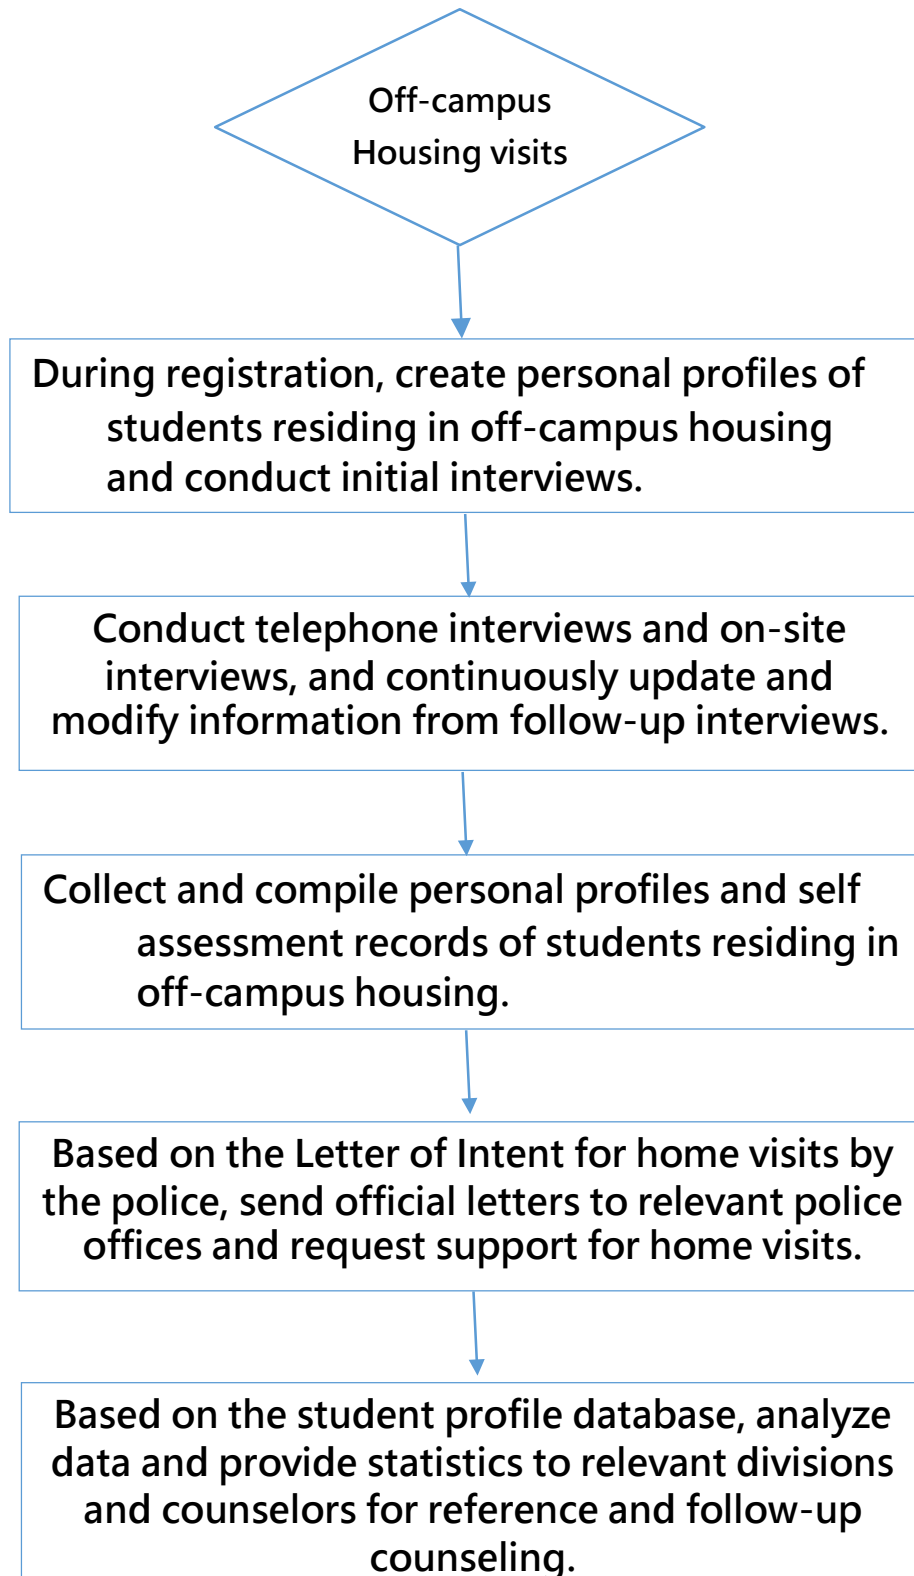 Off-campus
Housing visits
During registration, create personal profiles of
students residing in off-campus housing
and conduct initial interviews.
Conduct telephone interviews and on-site
interviews, and continuously update and
modify information from follow-up interviews.
Collect and compile personal profiles and self
assessment records of students residing in
off-campus housing.
Based on the Letter of Intent for home visits by
the police, send official letters to relevant police
offices and request support for home visits.
Based on the student profile database, analyze
data and provide statistics to relevant divisions
and counselors for reference and follow-up
counseling.